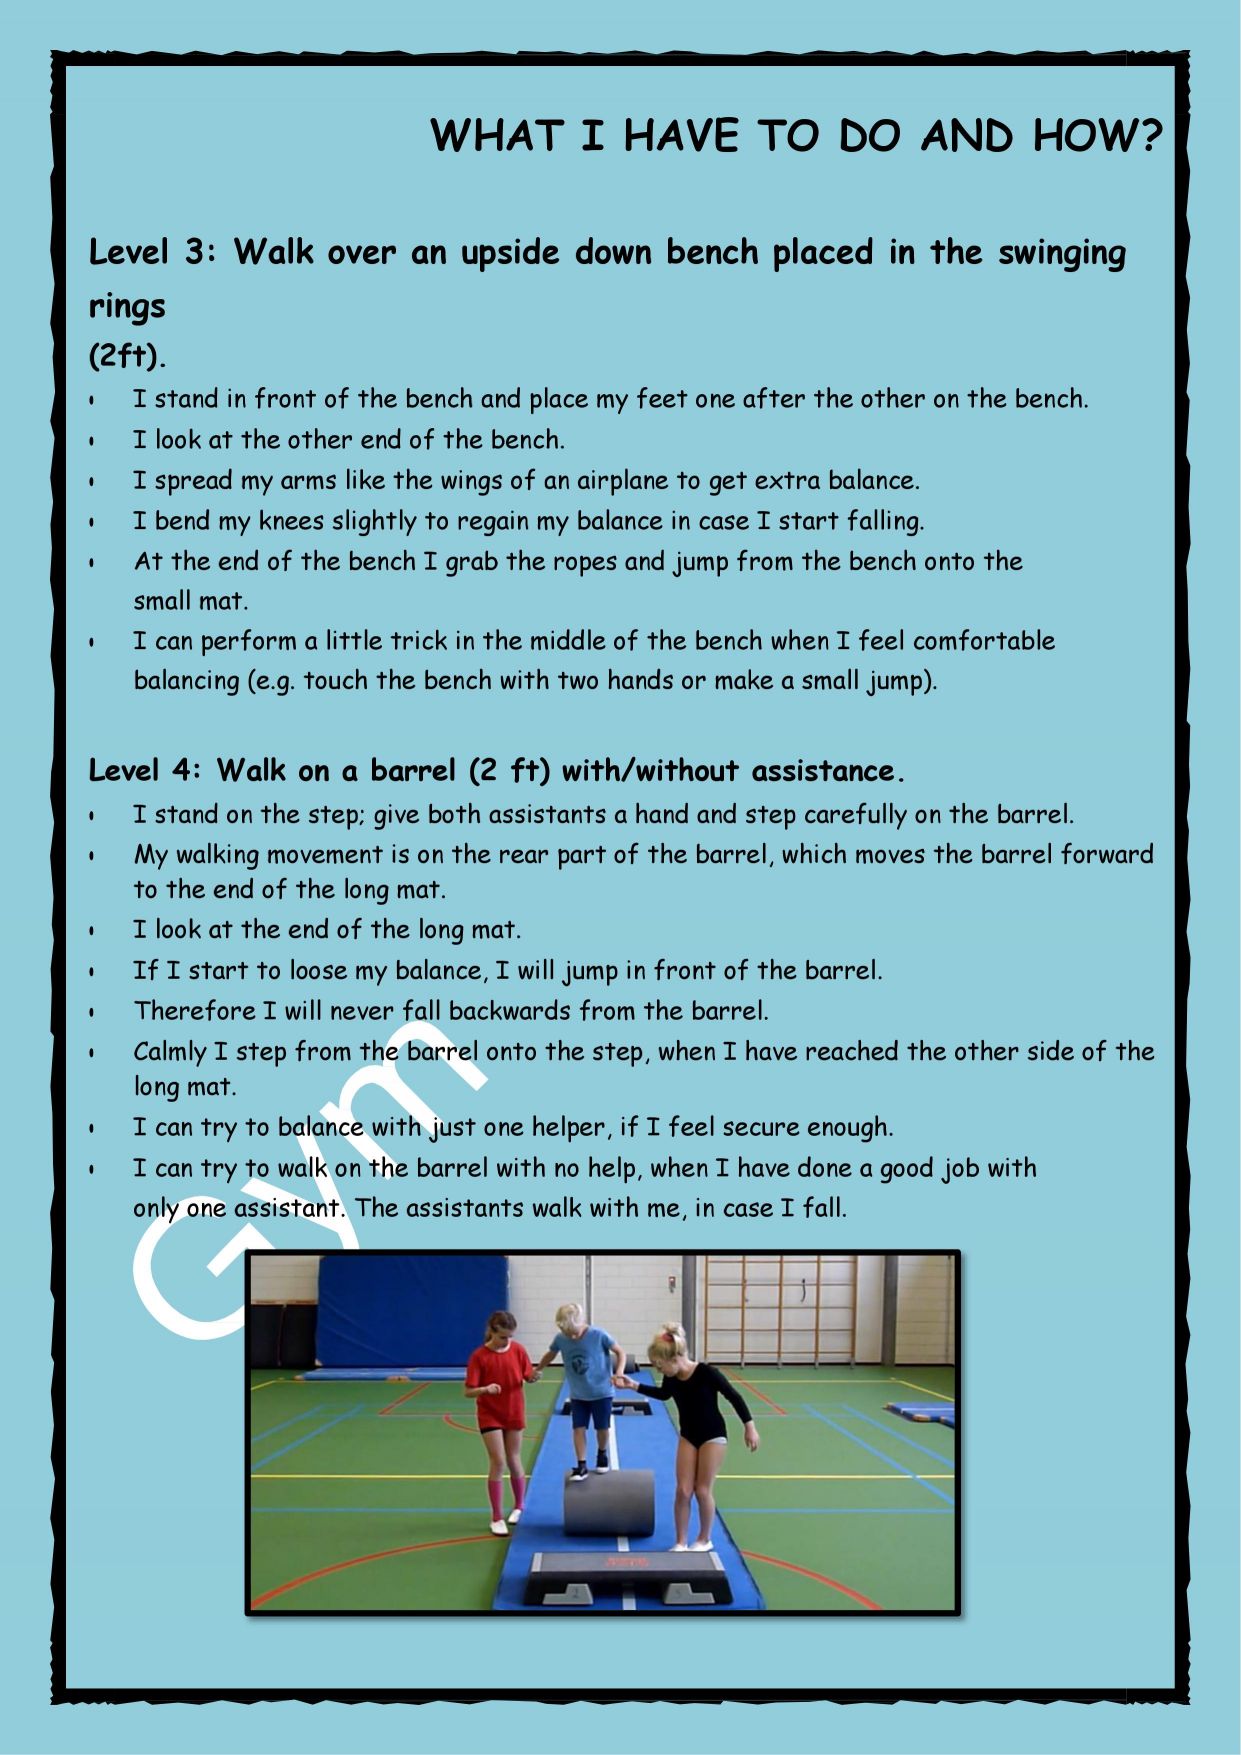 WHAT I HAVE TO DO AND HOW?
Level 3: Walk over an upside down bench placed in the swinging
rings
(2ft).
• I stand in front of the bench and place my feet one after the other on the bench.
• I look at the other end of the bench.
• I spread my arms like the wings of an airplane to get extra balance.
• I bend my knees slightly to regain my balance in case I start falling.
• At the end of the bench I grab the ropes and jump from the bench onto the
small mat.
• I can perform a little trick in the middle of the bench when I feel comfortable
balancing (e.g. touch the bench with two hands or make a small jump).
Level 4: Walk on a barrel (2 ft) with/without assistance.
• I stand on the step; give both assistants a hand and step carefully on the barrel.
• My walking movement is on the rear part of the barrel, which moves the barrel forward
to the end of the long mat.
• I look at the end of the long mat.
• If I start to loose my balance, I will jump in front of the barrel.
• Therefore I will never fall backwards from the barrel.
• Calmly I step from the barrel onto the step, when I have reached the other side of the
long mat.
• I can try to balance with just one helper, if I feel secure enough.
• I can try to walk on the barrel with no help, when I have done a good job with
only one assistant. The assistants walk with me, in case I fall.
Gym